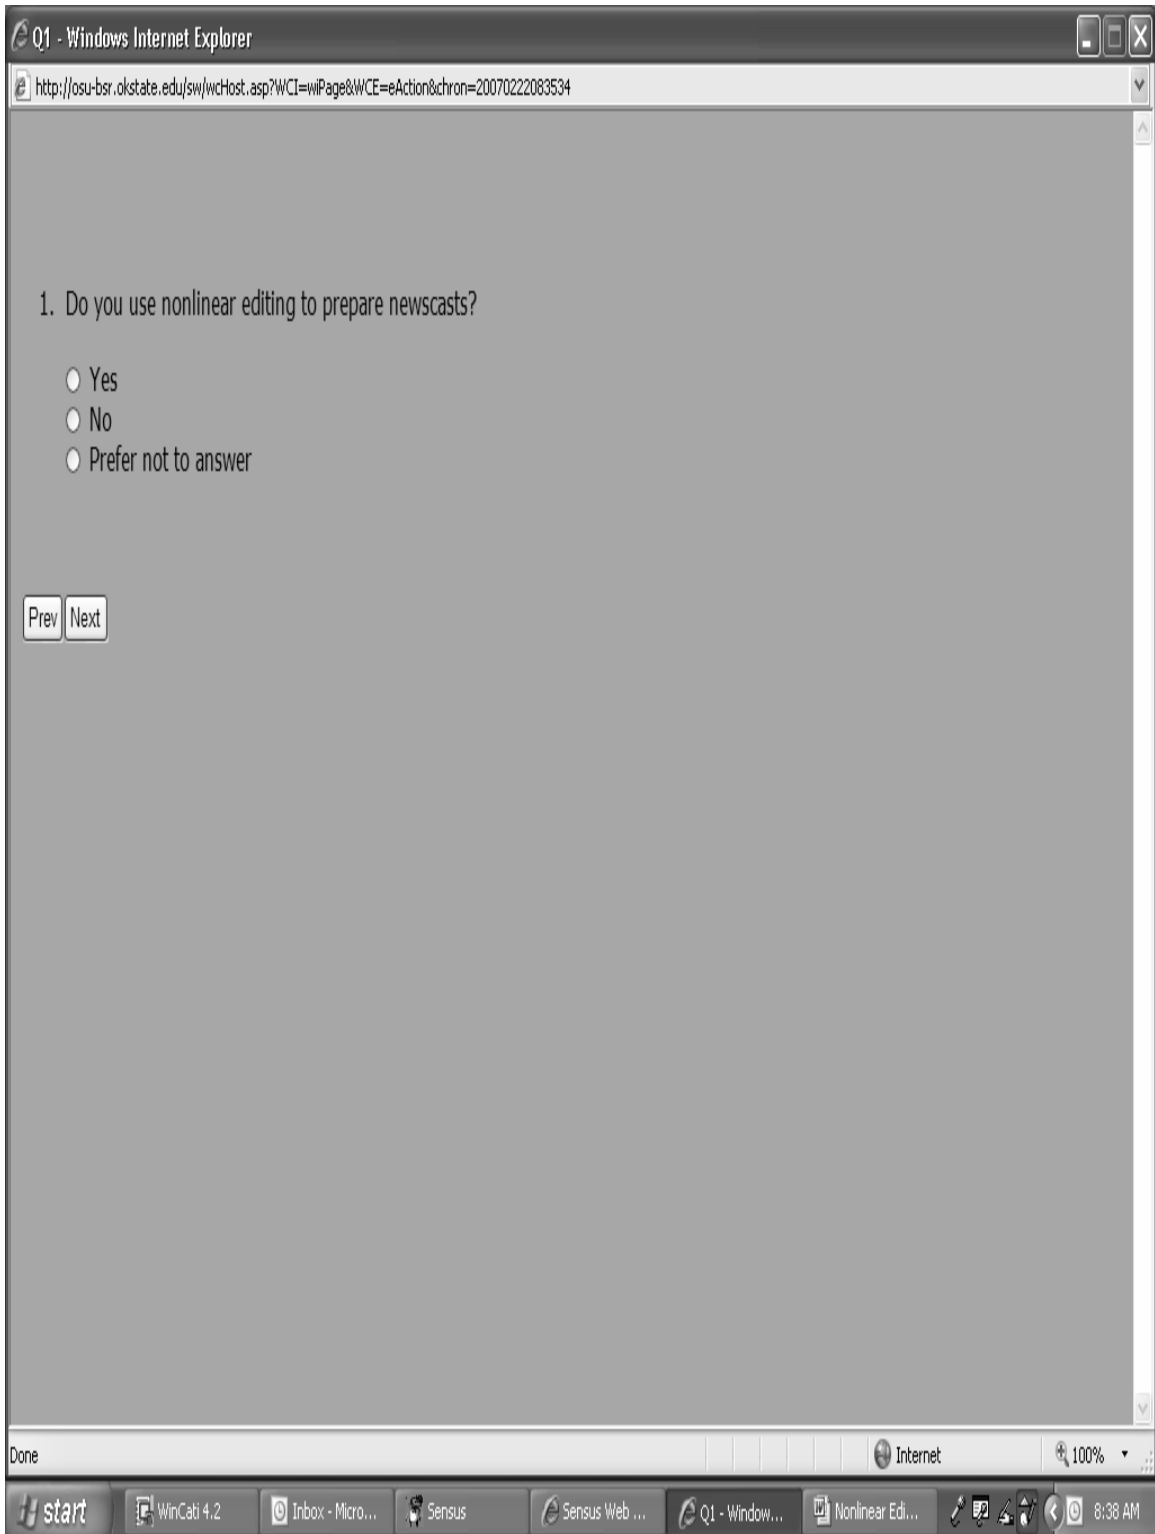 Q1 - Windows Internet Explorer
http://osu-bsr.okstate.edu/sw/wcHost.asp?WCI=wiPage&WCE=eAction&chron=20070222083534
1. Do you use nonlinear editing to prepare newscasts?
Yes
No
Prefer not to answer
Prev Next
Done Internet 100%
start WinCati 4.2 Inbox - Micro... Sensus Sensus Web ... Q1 - Window... Nonlinear Edi... 8:38 AM